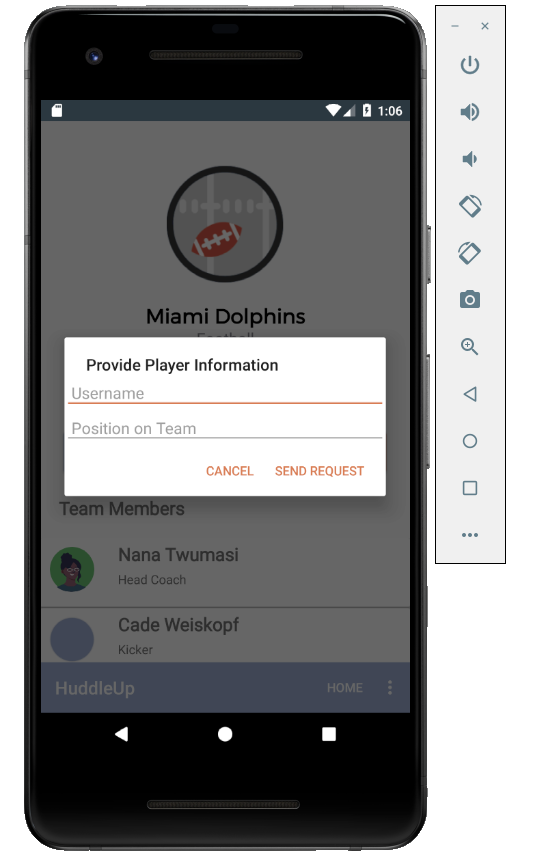 1:06
Miami Dolphins
Football
Provide Player Information
Username
Position on Team
CANCEL SEND REQUEST
Team Members
Nana Twumasi
Head Coach
Cade Weiskopf
Kicker
HuddleUp HOME